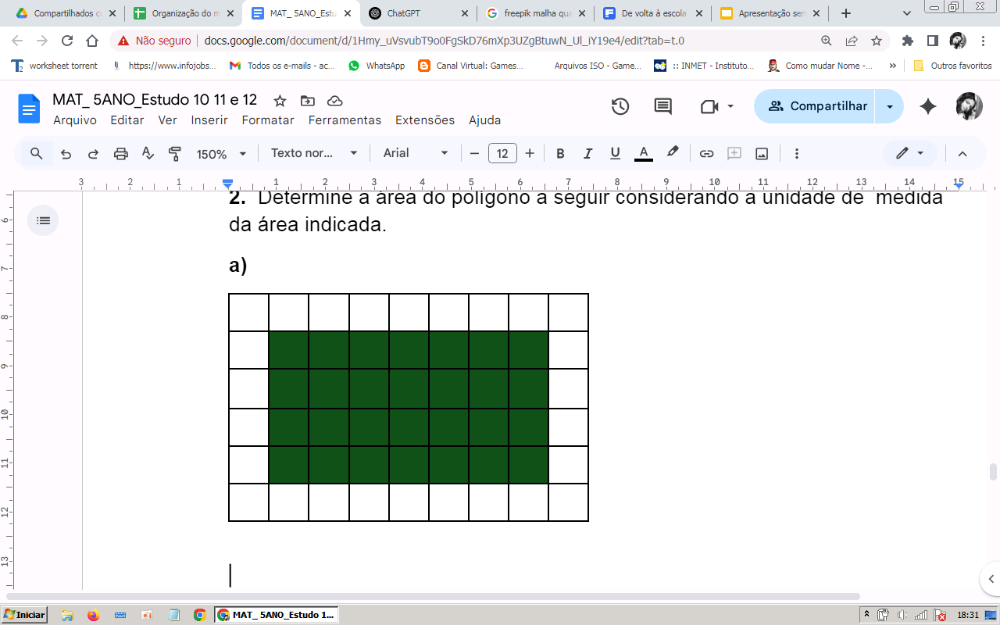 Compartilhados co
Organização do m
MAT_ 5ANO_Estu
ChatGPT
freepik malha qua
De volta à escola
Apresentação sen
Não seguro
docs.google.com/document/d/1Hmy_uVsvubT9o0FgSkD76mXp3UZgBtuwN_Ul_iY19e4/edit?tab=t.0
worksheet torrent
https://www.infojobs...
Todos os e-mails - ac...
WhatsApp
Canal Virtual: Games...
Arquivos ISO - Game...
:: INMET - Instituto...
Como mudar Nome -...
»
Outros favoritos
MAT_ 5ANO_Estudo 10 11 e 12
Compartilhar
Arquivo Editar Ver Inserir Formatar Ferramentas Extensões Ajuda
150% Texto nor... Arial 12 B I U A
3 2 1 1 2 3 4 5 6 7 8 9 10 11 12 13 14 15
2. Determine a área do polígono a seguir considerando a unidade de medida
da área indicada.
a)
6
7
8
9
10
11
12
13
Iniciar
MAT_ 5ANO_Estudo 1...
18:31